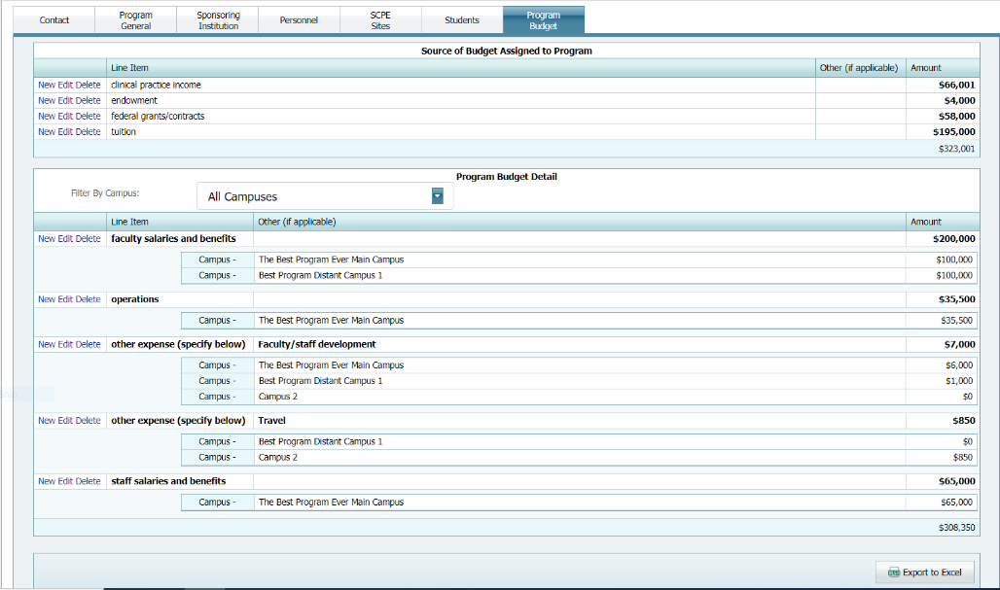 Contact
Program General
Sponsoring Institution
Personnel
SCPE Sites
Students
Program Budget
Source of Budget Assigned to Program
Line Item Other (if applicable) Amount
New Edit Delete clinical practice income $66,001
New Edit Delete endowment $4,000
New Edit Delete federal grants/contracts $58,000
New Edit Delete tuition $195,000
$323,001
Program Budget Detail
Filter By Campus: All Campuses
Line Item Other (if applicable) Amount
New Edit Delete faculty salaries and benefits $200,000
Campus - The Best Program Ever Main Campus $100,000
Campus - Best Program Distant Campus 1 $100,000
New Edit Delete operations $35,500
Campus - The Best Program Ever Main Campus $35,500
New Edit Delete other expense (specify below) Faculty/staff development $7,000
Campus - The Best Program Ever Main Campus $6,000
Campus - Best Program Distant Campus 1 $1,000
Campus - Campus 2 $0
New Edit Delete other expense (specify below) Travel $850
Campus - Best Program Distant Campus 1 $0
Campus - Campus 2 $850
New Edit Delete staff salaries and benefits $65,000
Campus - The Best Program Ever Main Campus $65,000
$308,350
Export to Excel